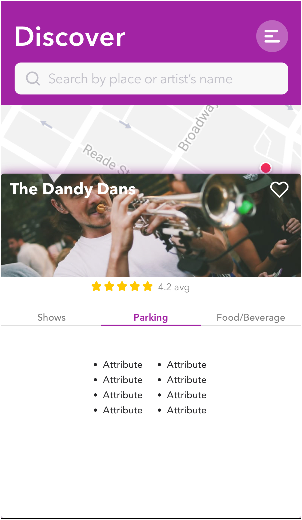 Discover
Search by place or artist's name
Broadway
Reade St
The Dandy Dans
4.2 avg
Shows Parking Food/Beverage
Attribute Attribute
Attribute Attribute
Attribute Attribute
Attribute Attribute